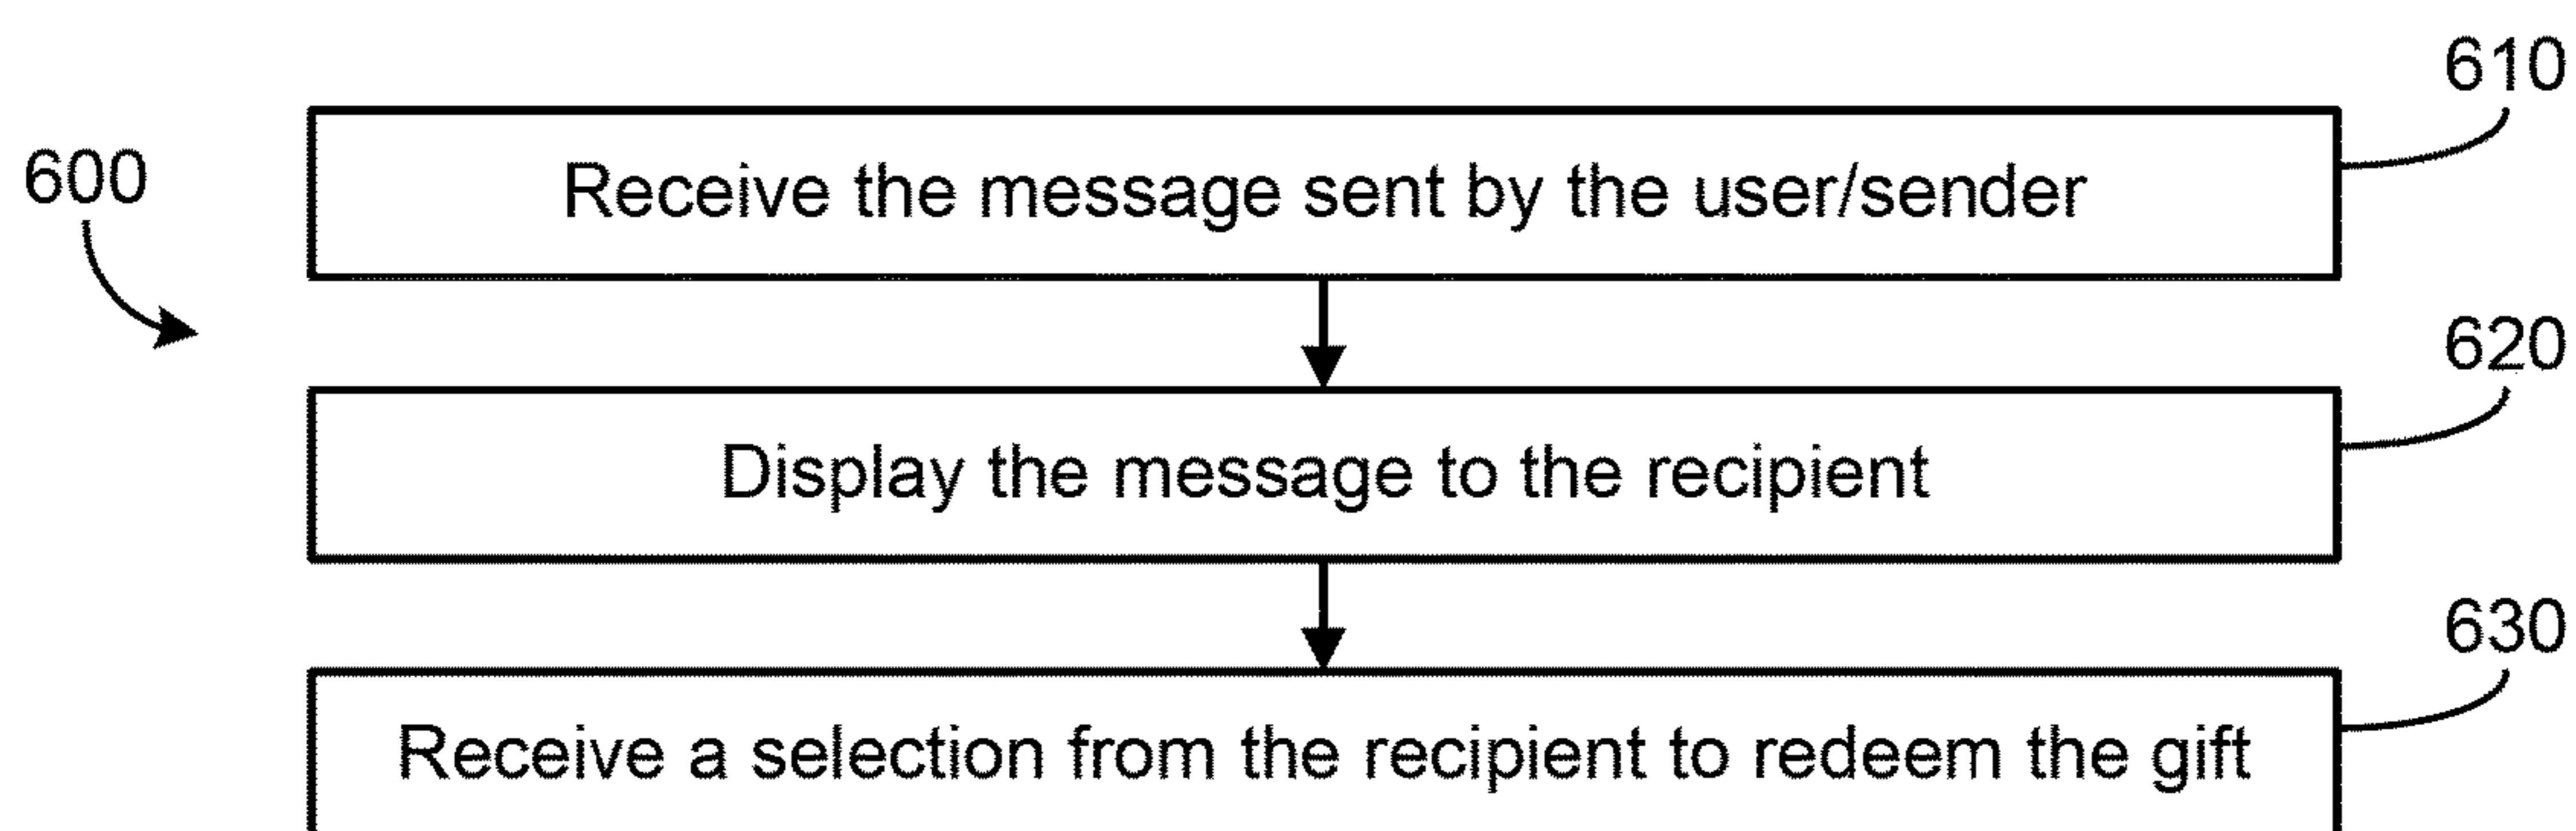 610
600
Receive the message sent by the user/sender
620
Display the message to the recipient
630
Receive a selection from the recipient to redeem the gift